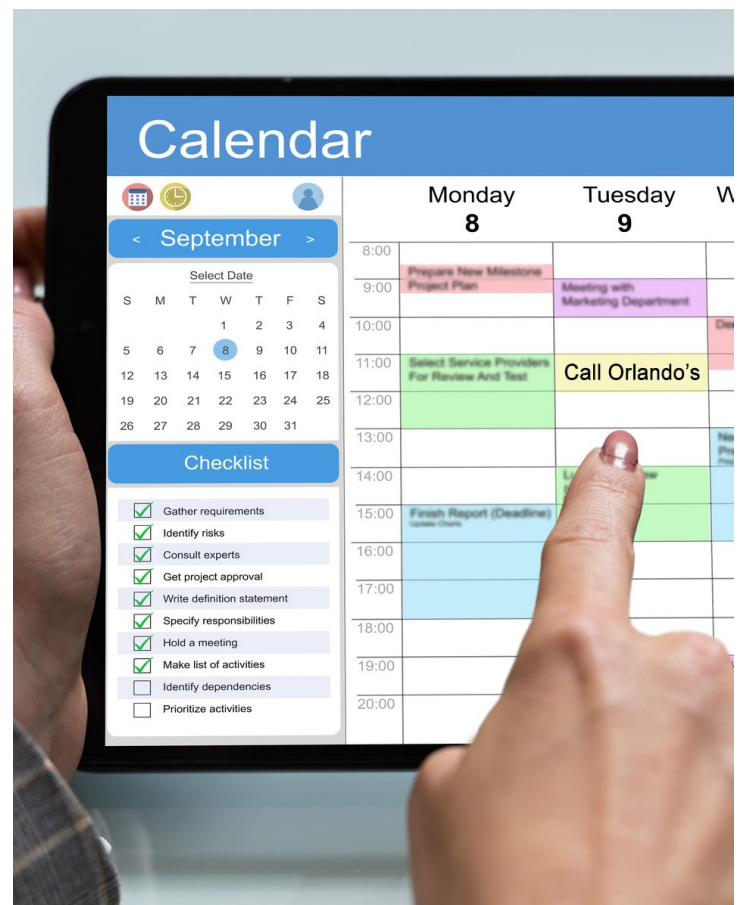 Calendar
< September >
Select Date
S M T W T F S
1 2 3 4
5 6 7 8 9 10 11
12 13 14 15 16 17 18
19 20 21 22 23 24 25
26 27 28 29 30 31
Checklist
Gather requirements
Identify risks
Consult experts
Get project approval
Write definition statement
Specify responsibilities
Hold a meeting
Make list of activities
Identify dependencies
Prioritize activities
Monday Tuesday W
8 9
8:00
Prepare New Milestone
9:00 Project Plan Meeting with
Marketing Department
10:00
11:00 Select Service Providers
For Review And Test Call Orlando's
12:00
13:00
14:00
15:00 Finish Report (Deadline)
Update Charts
16:00
17:00
18:00
19:00
20:00